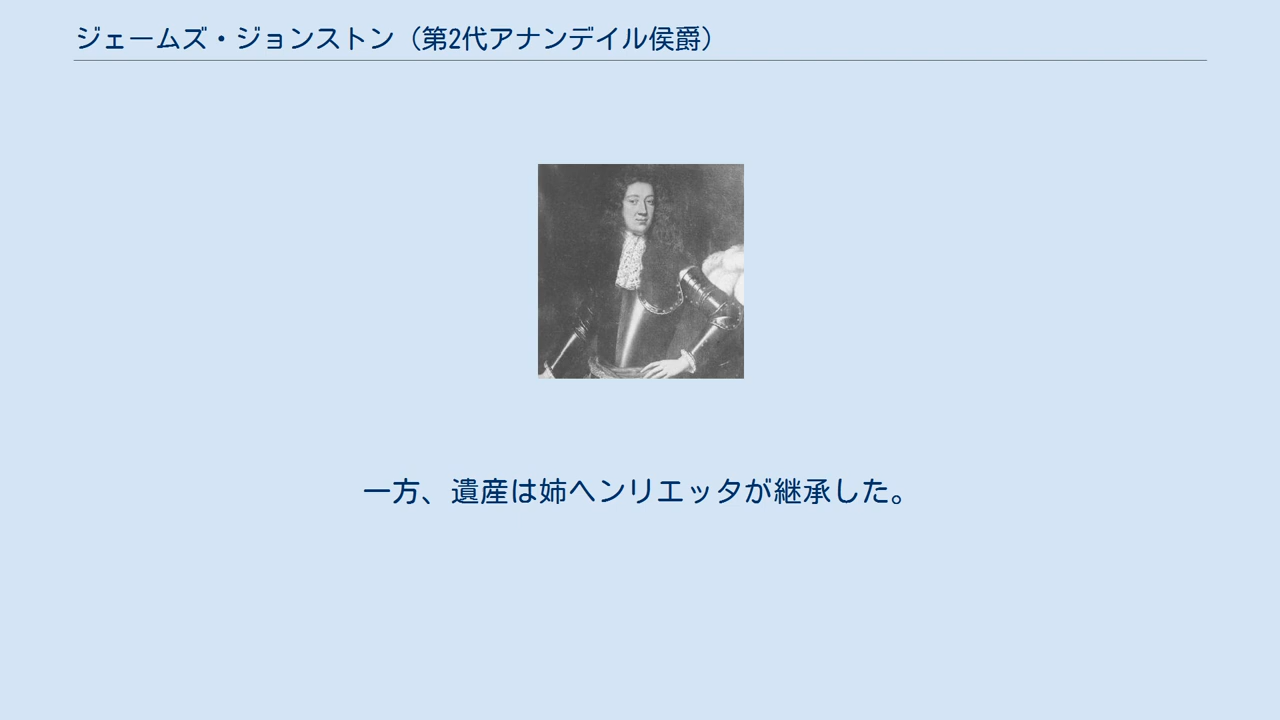 ジェームズ・ジョンストン（第2代アナンデイル侯爵）
一方、遺産は姉ヘンリエッタが継承した。